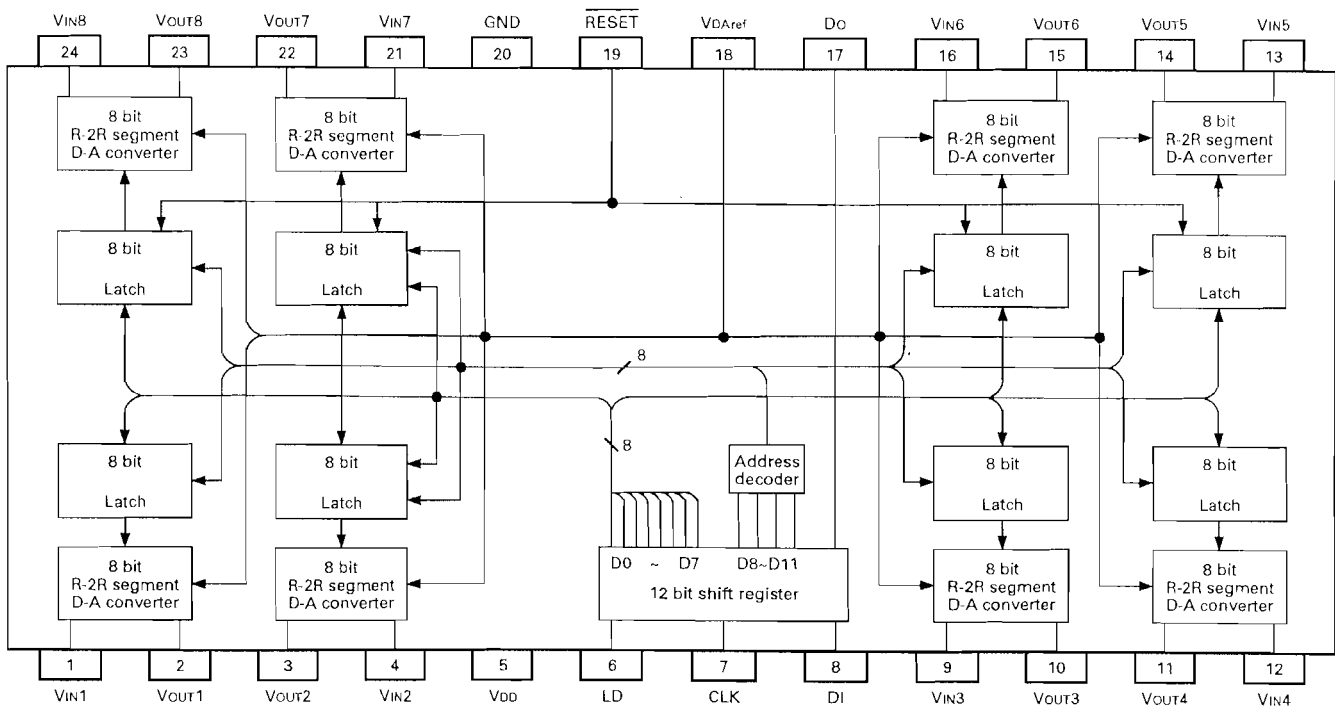 VIN8 VOUT8 VOUT7 VIN7 GND RESET VDAref DO VIN6 VOUT6 VOUT5 VIN5
24 23 22 21 20 19 18 17 16 15 14 13
8 bit
R-2R segment
D-A converter
8 bit
R-2R segment
D-A converter
8 bit
R-2R segment
D-A converter
8 bit
R-2R segment
D-A converter
8 bit
Latch
8 bit
Latch
8 bit
Latch
8 bit
Latch
8
8
8 bit
Latch
8 bit
Latch
Address
decoder
8 bit
Latch
8 bit
Latch
8 bit
R-2R segment
D-A converter
8 bit
R-2R segment
D-A converter
D0 ~ D7 D8~D11
12 bit shift register
8 bit
R-2R segment
D-A converter
8 bit
R-2R segment
D-A converter
1 2 3 4 5 6 7 8 9 10 11 12
VIN1 VOUT1 VOUT2 VIN2 VDD LD CLK DI VIN3 VOUT3 VOUT4 VIN4